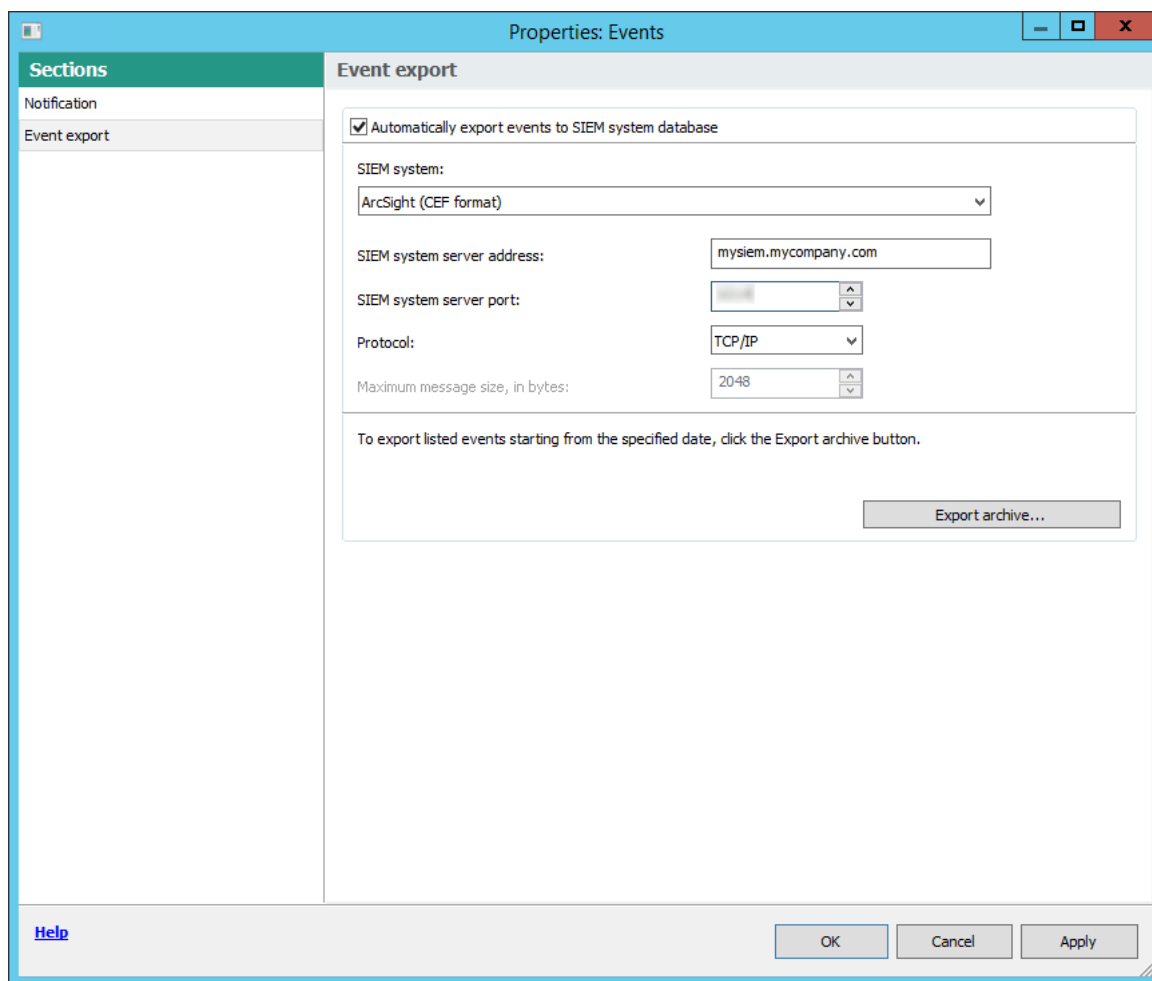 Properties: Events
Sections
Notification
Event export
Event export
Automatically export events to SIEM system database
SIEM system:
ArcSight (CEF format)
SIEM system server address:
mysiem.mycompany.com
SIEM system server port:
Protocol:
TCP/IP
Maximum message size, in bytes:
2048
To export listed events starting from the specified date, click the Export archive button.
Export archive...
Help
OK
Cancel
Apply